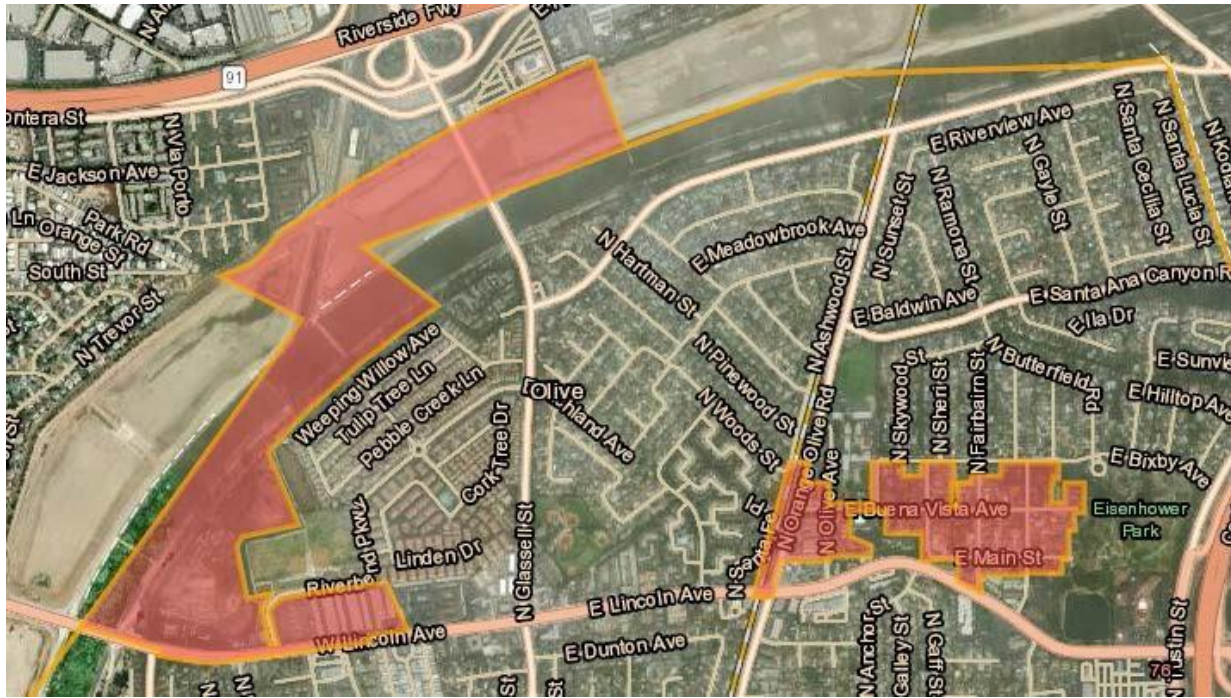 Riverside Fwy
91
E Jackson Ave
N Via Porto
Park Rd
Orange St
South St
N Trevor St
E Riverview Ave
N Santa Cecilia St
N Santa Lucia St
N Gayle St
N Ramona St
N Sunset St
E Meadowbrook Ave
N Hartman St
N Ashwood St
E Baldwin Ave
E Santa Ana Canyon R
E Ila Dr
N Butterfield Rd
E Sunvi
E Hilltop Av
N Pinewood St
N Skywood St
N Sheri St
N Fairbairn St
Weeping Willow Ave
Tulip Tree Ln
Pebble Creek Ln
Olive
hland Ave
Cork Tree Dr
N Woods St
N Orange Olive Rd
N Olive Ave
E Bixby Ave
E Buena Vista Ave
Eisenhower
Park
E Main St
Linden Dr
N Glassell St
E Lincoln Ave
W Lincoln Ave
E Dunton Ave
N Anchor St
N Galley St
N Gaff St
N Tustin St
76